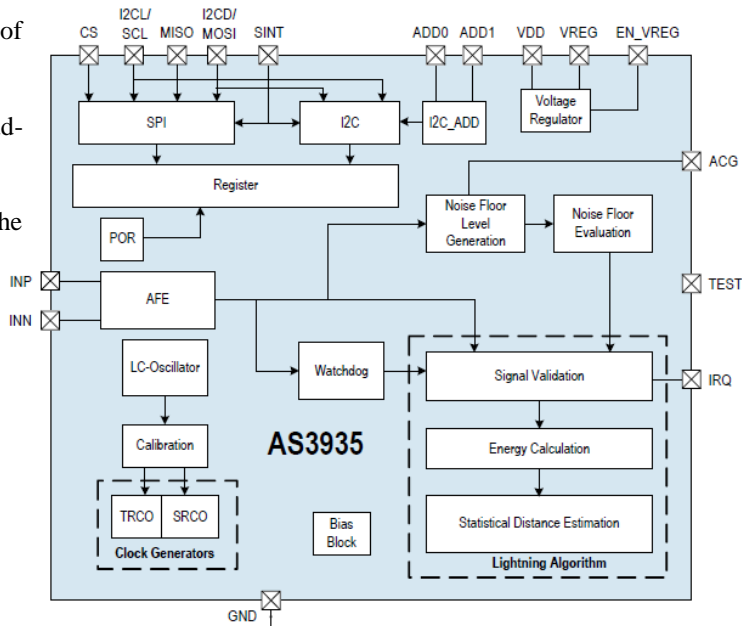 of
d-
he
I2CL/ I2CD/
CS SCL MISO MOSI SINT ADD0 ADD1 VDD VREG EN_VREG
SPI
I2C
I2C_ADD
Voltage
Regulator
Register
ACG
Noise Floor
Level
Generation
Noise Floor
Evaluation
POR
INP
AFE
TEST
INN
LC-Oscillator
Watchdog
Signal Validation
IRQ
Calibration
AS3935
Energy Calculation
TRCO SRCO
Clock Generators
Bias
Block
Statistical Distance Estimation
Lightning Algorithm
GND